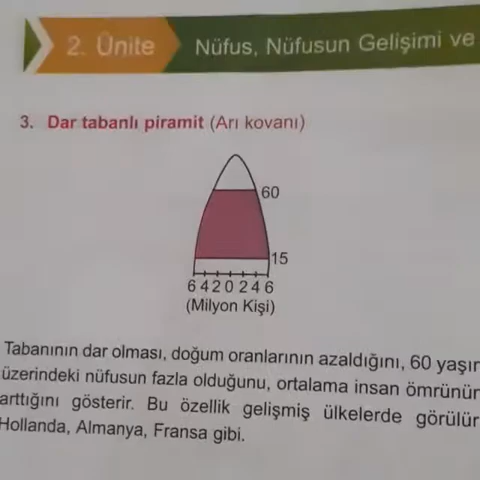 2. Ünite
Nüfus, Nüfusun Gelişimi ve
3. Dar tabanlı piramit (Arı kovanı)
60
15
6 4 2 0 2 4 6
(Milyon Kişi)
Tabanının dar olması, doğum oranlarının azaldığını, 60 yaşın
üzerindeki nüfusun fazla olduğunu, ortalama insan ömrünün
arttığını gösterir. Bu özellik gelişmiş ülkelerde görülür
Hollanda, Almanya, Fransa gibi.